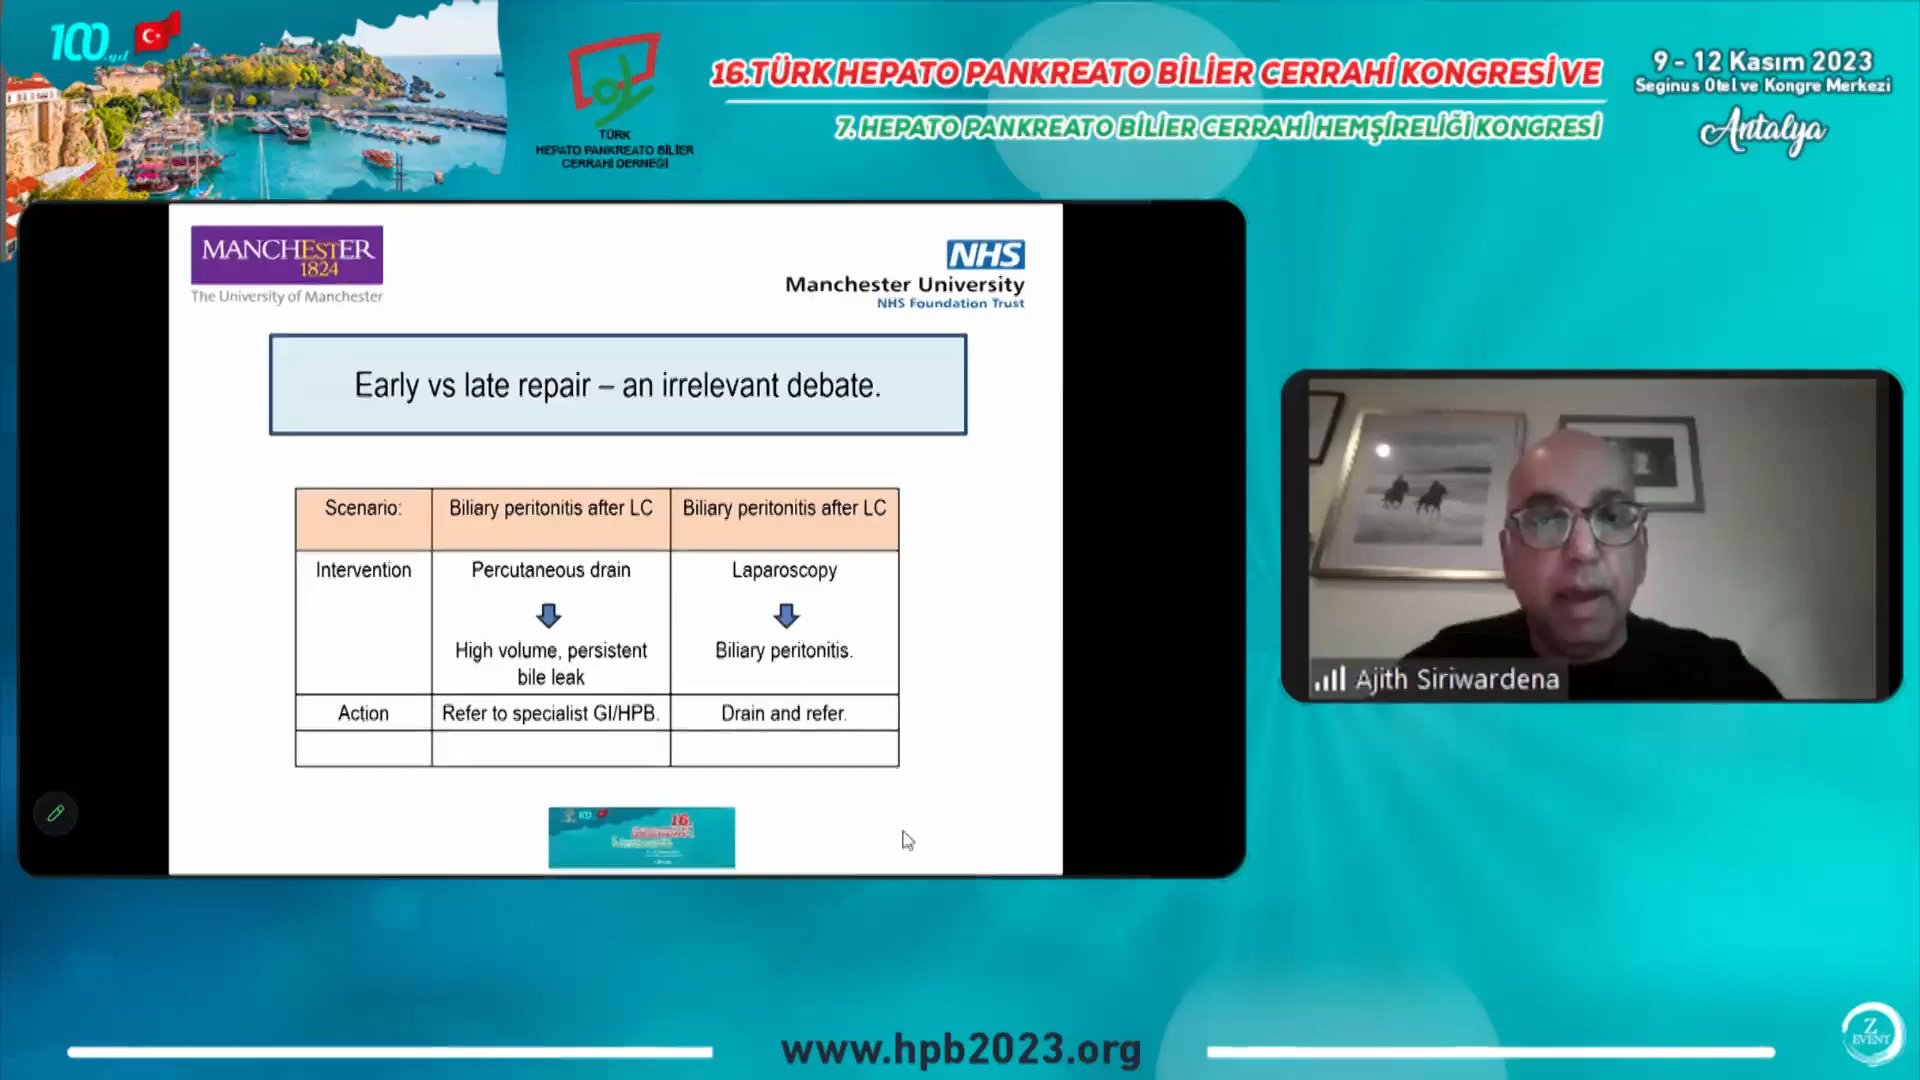 100.yıl
TÜRK
HEPATO PANKREATO BİLİER
CERRAHİ DERNEĞİ
16.TÜRK HEPATO PANKREATO BİLİER CERRAHİ KONGRESİ VE
7. HEPATO PANKREATO BİLİER CERRAHİ HEMŞİRELİĞİ KONGRESİ
9 - 12 Kasım 2023
Seginus Otel ve Kongre Merkezi
Antalya
MANCHESTER
1824
The University of Manchester
NHS
Manchester University
NHS Foundation Trust
Early vs late repair – an irrelevant debate.
Scenario: Biliary peritonitis after LC Biliary peritonitis after LC
Intervention Percutaneous drain Laparoscopy
High volume, persistent Biliary peritonitis.
bile leak
Action Refer to specialist GI/HPB. Drain and refer.
16.
Ajith Siriwardena
www.hpb2023.org
Z
EVENT